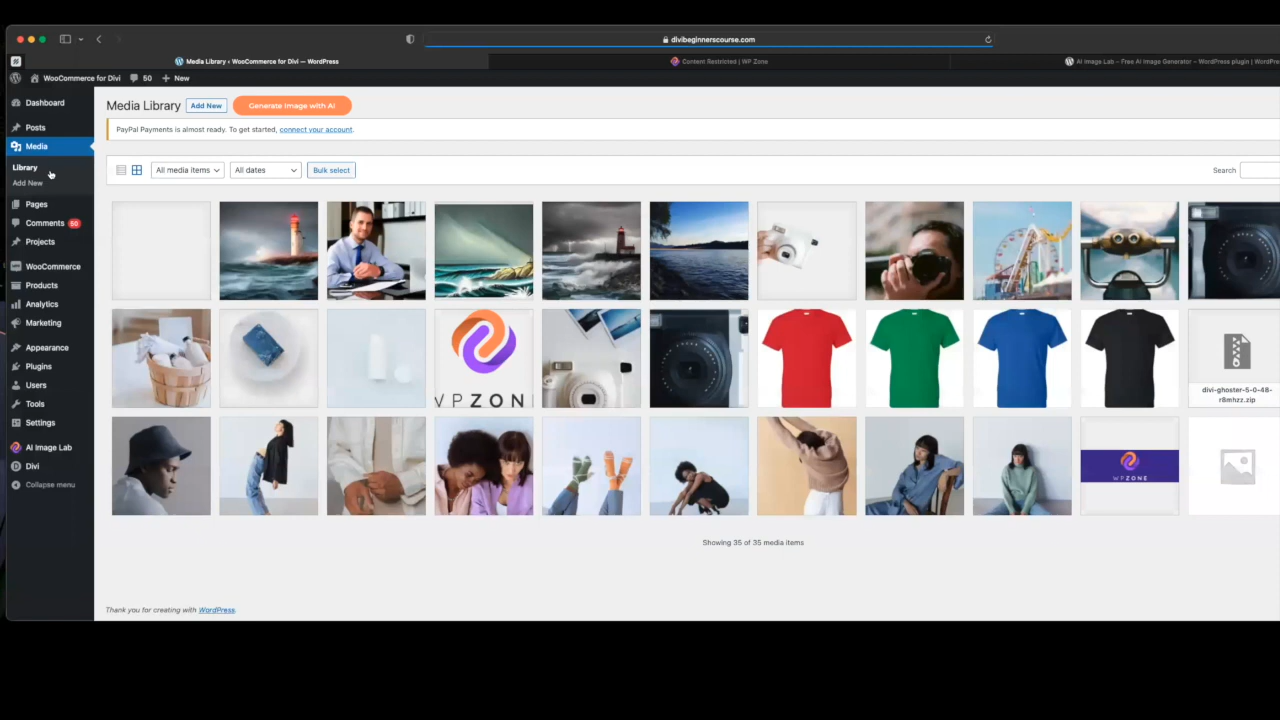 divibeginnerscourse.com
Media Library ‹ WooCommerce for Divi — WordPress
Content Restricted | WP Zone
AI Image Lab – Free AI Image Generator – WordPress plugin | WordPre
WooCommerce for Divi 50 + New
Dashboard
Posts
Media
Library
Add New
Pages
Comments 50
Projects
WooCommerce
Products
Analytics
Marketing
Appearance
Plugins
Users
Tools
Settings
AI Image Lab
Divi
Collapse menu
Media Library Add New Generate Image with AI
PayPal Payments is almost ready. To get started, connect your account.
All media items All dates Bulk select Search
VPZON
divi-ghoster-5-0-48-
r8mhzz.zip
WPZONE
Showing 35 of 35 media items
Thank you for creating with WordPress.